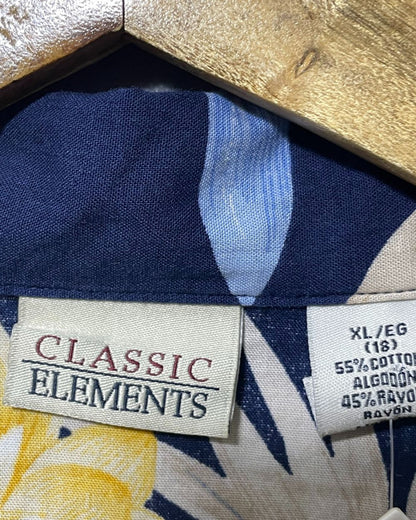 CLASSIC
ELEMENTS
XL/EG
(18)
55% COTTON
ALGODÓN
45% RAYON
RAYÓN